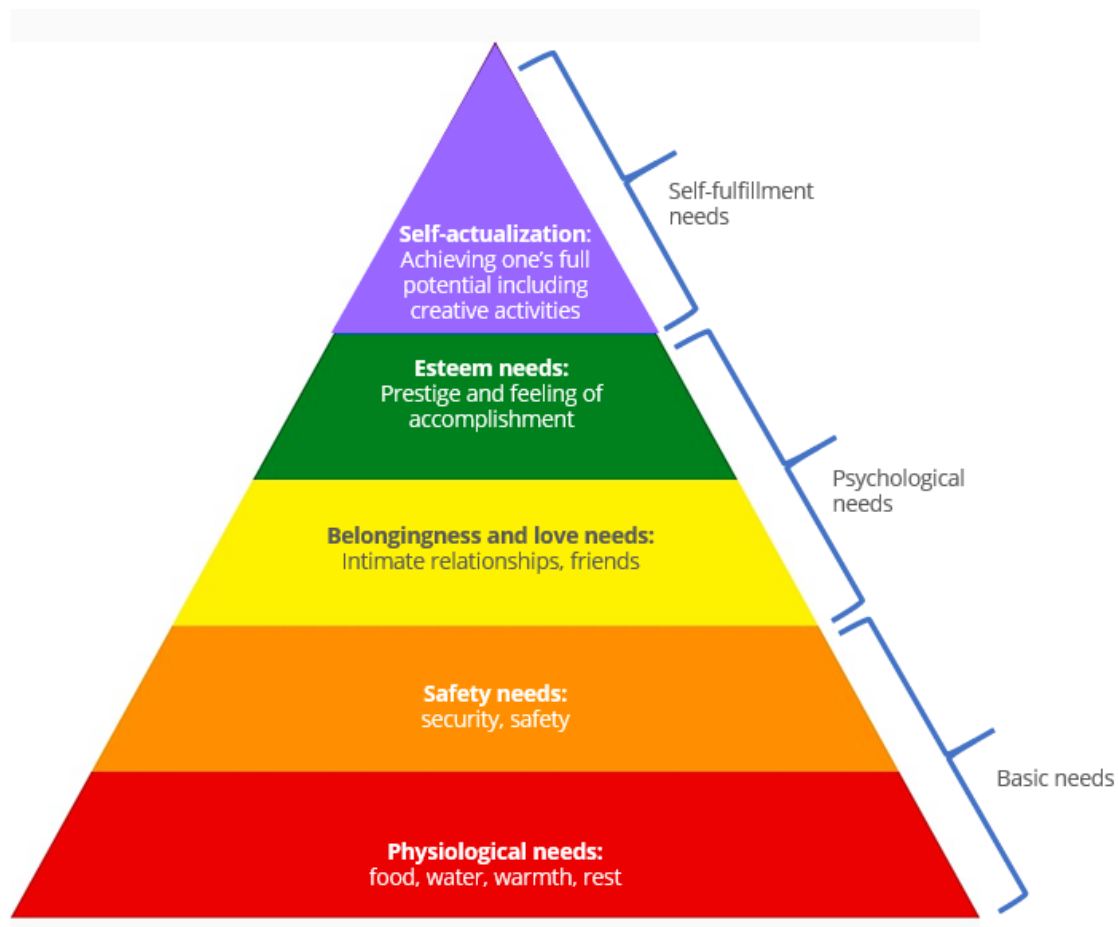 Self-actualization:
Achieving one’s full
potential including
creative activities
Self-fulfillment
needs
Esteem needs:
Prestige and feeling of
accomplishment
Psychological
needs
Belongingness and love needs:
Intimate relationships, friends
Safety needs:
security, safety
Basic needs
Physiological needs:
food, water, warmth, rest